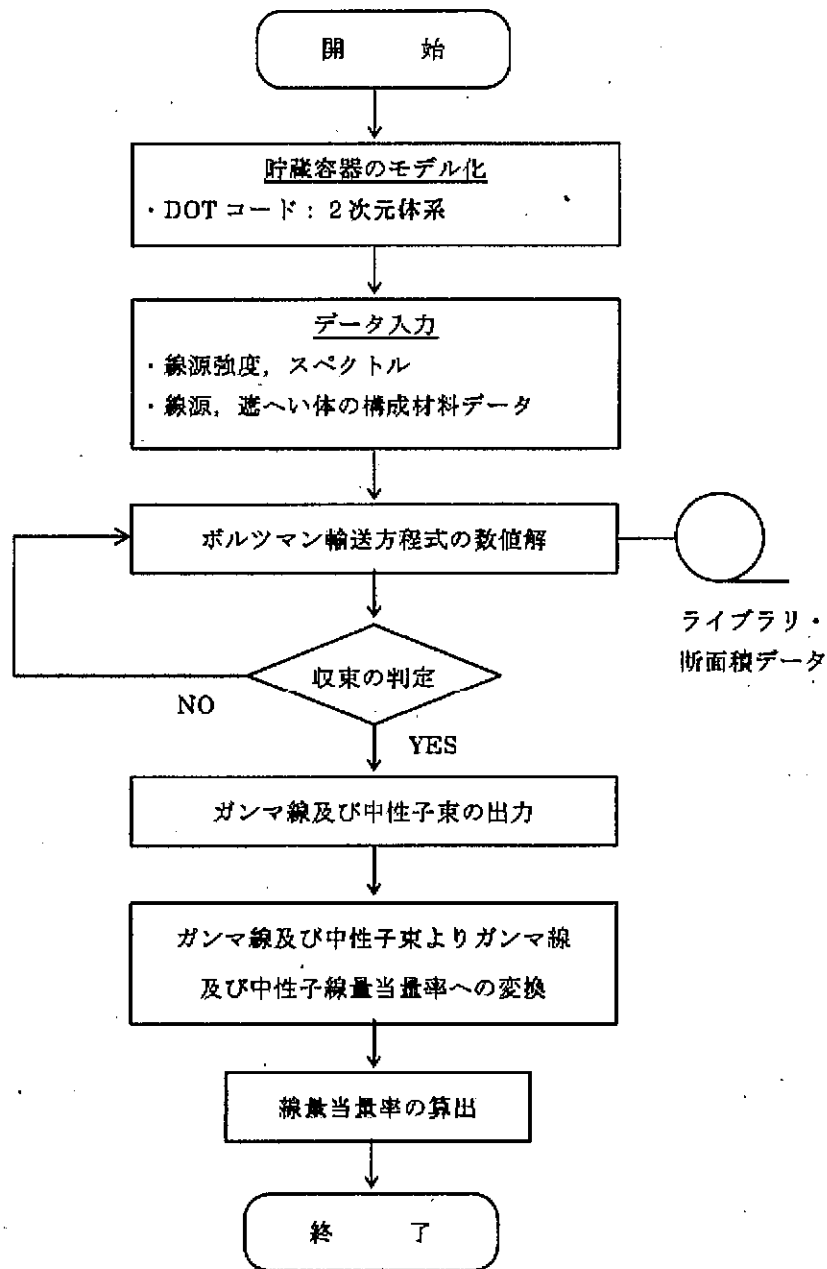 開 始
貯蔵容器のモデル化
・DOTコード：2次元体系
データ入力
・線源強度，スペクトル
・線源，遮へい体の構成材料データ
ボルツマン輸送方程式の数値解
ライブラリ・
断面積データ
収束の判定
NO
YES
ガンマ線及び中性子束の出力
ガンマ線及び中性子束よりガンマ線
及び中性子線量当量率への変換
線量当量率の算出
終 了